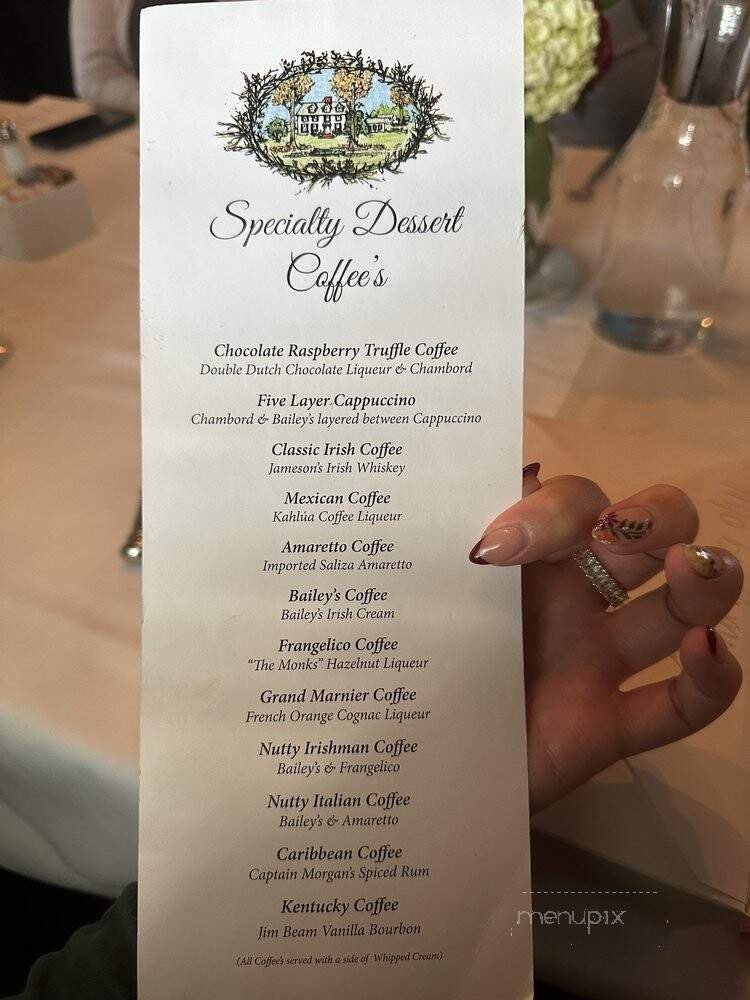 Specialty Dessert
Coffee's
Chocolate Raspberry Truffle Coffee
Double Dutch Chocolate Liqueur & Chambord
Five Layer Cappuccino
Chambord & Bailey's layered between Cappuccino
Classic Irish Coffee
Jameson's Irish Whiskey
Mexican Coffee
Kahlúa Coffee Liqueur
Amaretto Coffee
Imported Saliza Amaretto
Bailey's Coffee
Bailey's Irish Cream
Frangelico Coffee
"The Monks" Hazelnut Liqueur
Grand Marnier Coffee
French Orange Cognac Liqueur
Nutty Irishman Coffee
Bailey's & Frangelico
Nutty Italian Coffee
Bailey's & Amaretto
Caribbean Coffee
Captain Morgan's Spiced Rum
Kentucky Coffee
Jim Beam Vanilla Bourbon
(All Coffee's served with a side of Whipped Cream)
menupix